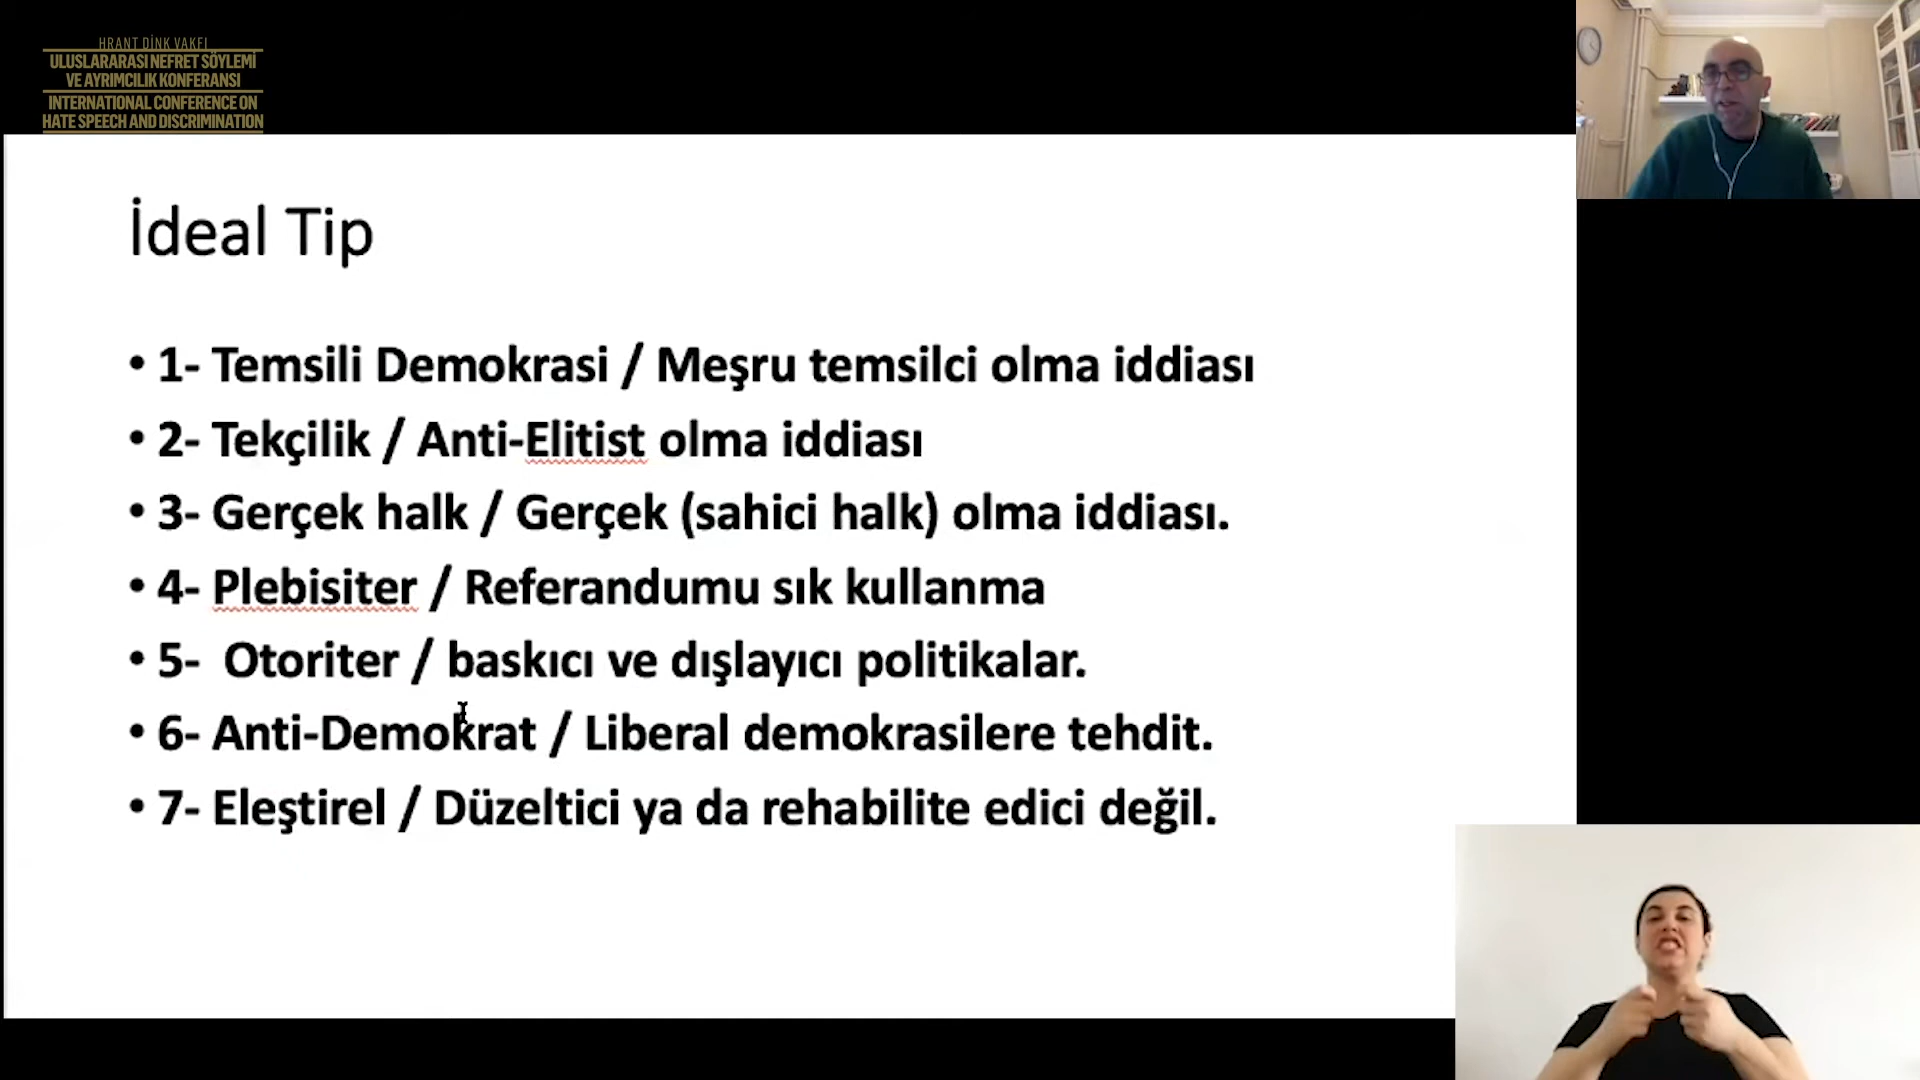 HRANT DİNK VAKFI
ULUSLARARASI NEFRET SÖYLEMİ
VE AYRIMCILIK KONFERANSI
INTERNATIONAL CONFERENCE ON
HATE SPEECH AND DISCRIMINATION
İdeal Tip
• 1- Temsili Demokrasi / Meşru temsilci olma iddiası
• 2- Tekçilik / Anti-Elitist olma iddiası
• 3- Gerçek halk / Gerçek (sahici halk) olma iddiası.
• 4- Plebisiter / Referandumu sık kullanma
• 5- Otoriter / baskıcı ve dışlayıcı politikalar.
• 6- Anti-Demokrat / Liberal demokrasilere tehdit.
• 7- Eleştirel / Düzeltici ya da rehabilite edici değil.